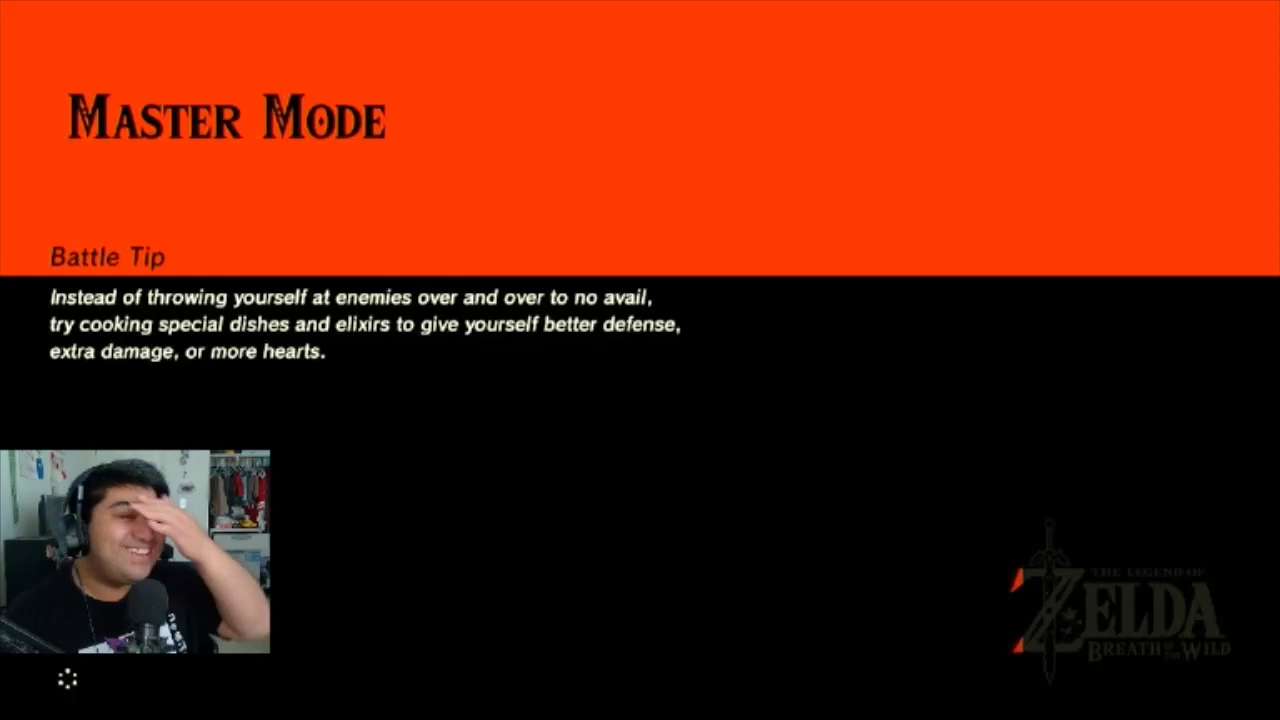 Master Mode
Battle Tip
Instead of throwing yourself at enemies over and over to no avail,
try cooking special dishes and elixirs to give yourself better defense,
extra damage, or more hearts.
THE LEGEND OF
ZELDA
BREATH OF THE WILD